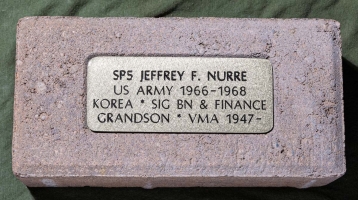 SP5 JEFFREY F. NURRE
US ARMY 1966-1968
KOREA * SIG BN & FINANCE
GRANDSON * VMA 1947-